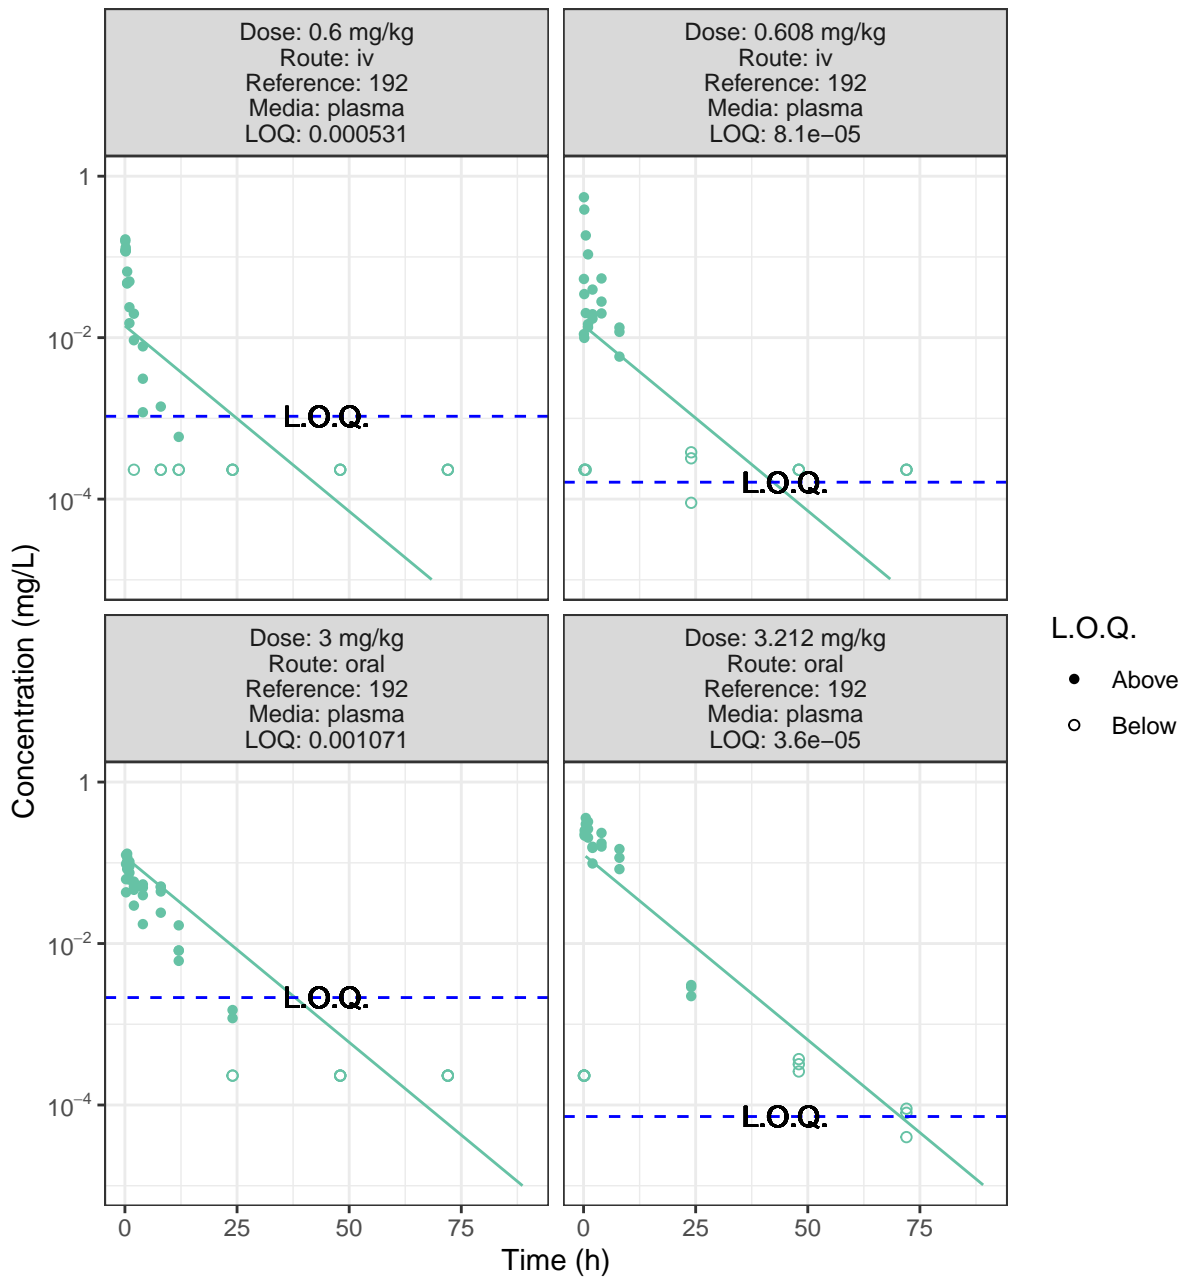 Dose: 0.6 mg/kg
Route: iv
Reference: 192
Media: plasma
LOQ: 0.000531
Dose: 0.608 mg/kg
Route: iv
Reference: 192
Media: plasma
LOQ: 8.1e−05
1
10−2
10−4
L.O.Q.
L.O.Q.
Dose: 3 mg/kg
Route: oral
Reference: 192
Media: plasma
LOQ: 0.001071
Dose: 3.212 mg/kg
Route: oral
Reference: 192
Media: plasma
LOQ: 3.6e−05
1
10−2
10−4
L.O.Q.
L.O.Q.
0 25 50 75
0 25 50 75
Time (h)
Concentration (mg/L)
L.O.Q.
Above
Below